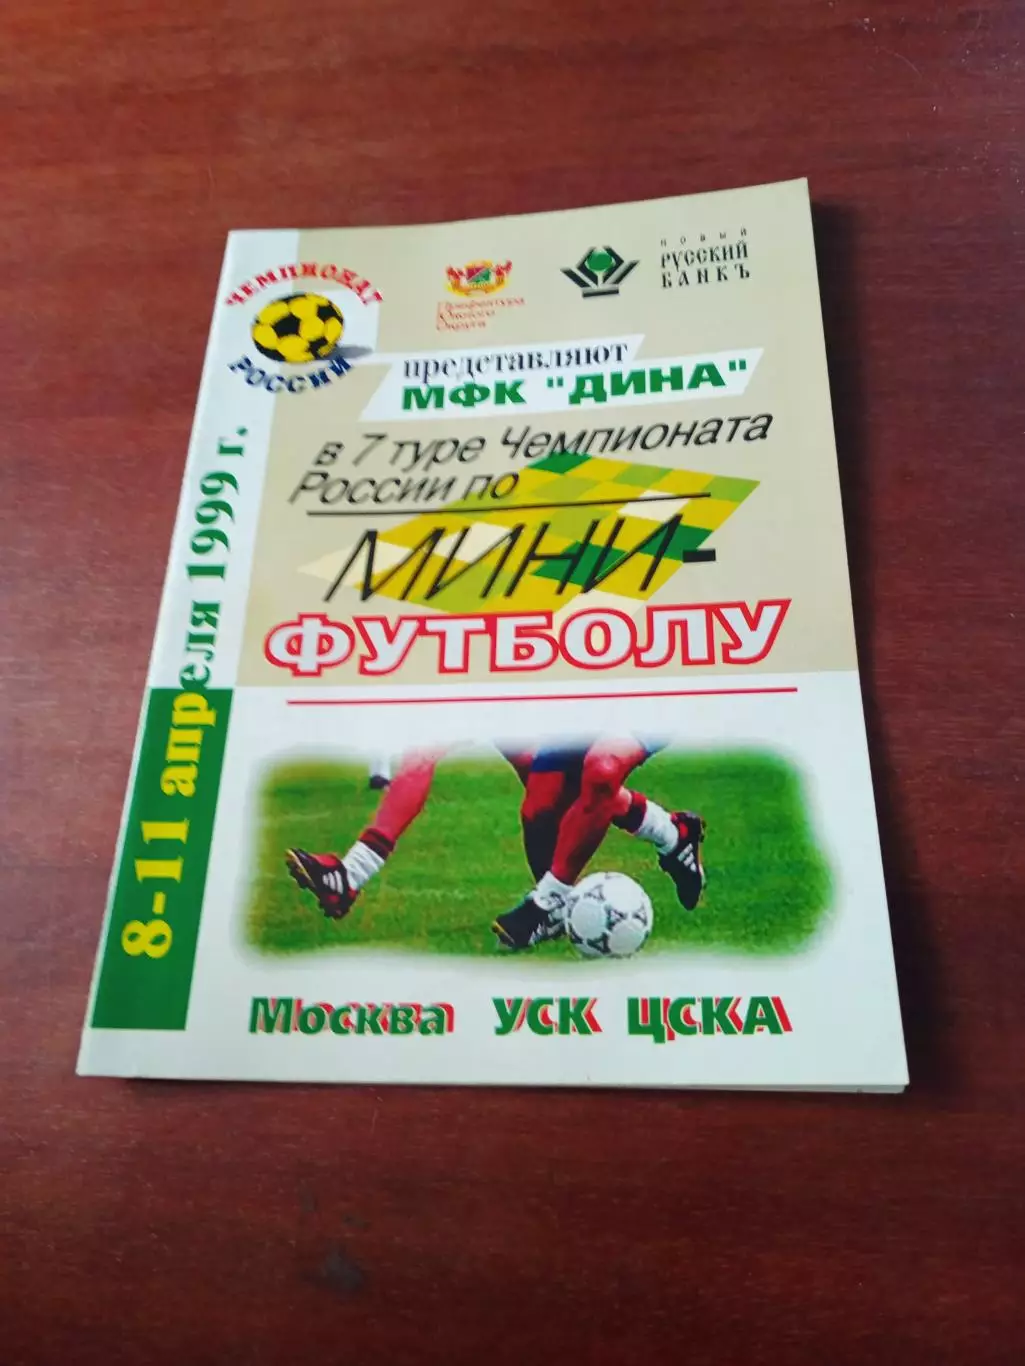 ЧЕМПИОНАТ
РОССИИ
Префектура
Южного
Округа
НОВЫЙ
РУССКИЙ
БАНКЪ
представляют
МФК "ДИНА"
в 7 туре Чемпионата
России по
МИНИ-
ФУТБОЛУ
8-11 апреля 1999 г.
Москва УСК ЦСКА